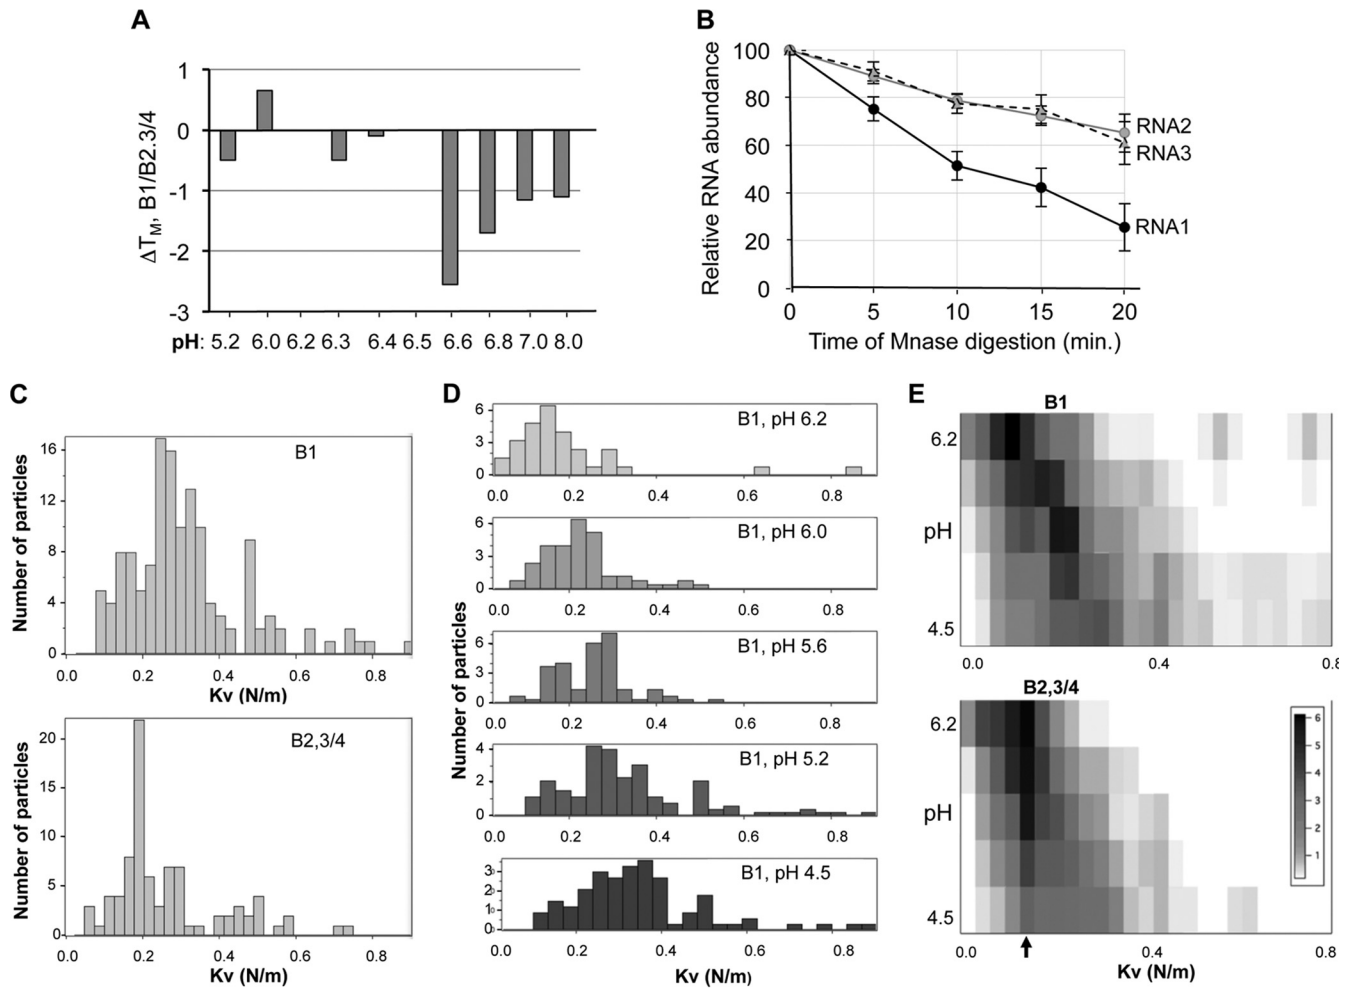 A
ΔTM, B1/B2.3/4
1
0
-1
-2
-3
pH: 5.2 6.0 6.2 6.3 6.4 6.5 6.6 6.8 7.0 8.0
B
Relative RNA abundance
100
80
60
40
20
0
RNA2
RNA3
RNA1
0 5 10 15 20
Time of Mnase digestion (min.)
C
Number of particles
B1
16
12
8
4
0
0.0 0.2 0.4 0.6 0.8
Kv (N/m)
Number of particles
B2,3/4
20
15
10
5
0
0.0 0.2 0.4 0.6 0.8
Kv (N/m)
D
Number of particles
B1, pH 6.2
6
3
0
0.0 0.2 0.4 0.6 0.8
B1, pH 6.0
6
3
0
0.0 0.2 0.4 0.6 0.8
B1, pH 5.6
6
3
0
0.0 0.2 0.4 0.6 0.8
B1, pH 5.2
4
2
0
0.0 0.2 0.4 0.6 0.8
B1, pH 4.5
3
2
1
0
0.0 0.2 0.4 0.6 0.8
Kv (N/m)
E
B1
6.2
pH
4.5
0.0 0.4
B2,3/4
6.2
pH
4.5
6
5
4
3
2
1
0.0 0.4 0.8
Kv (N/m)